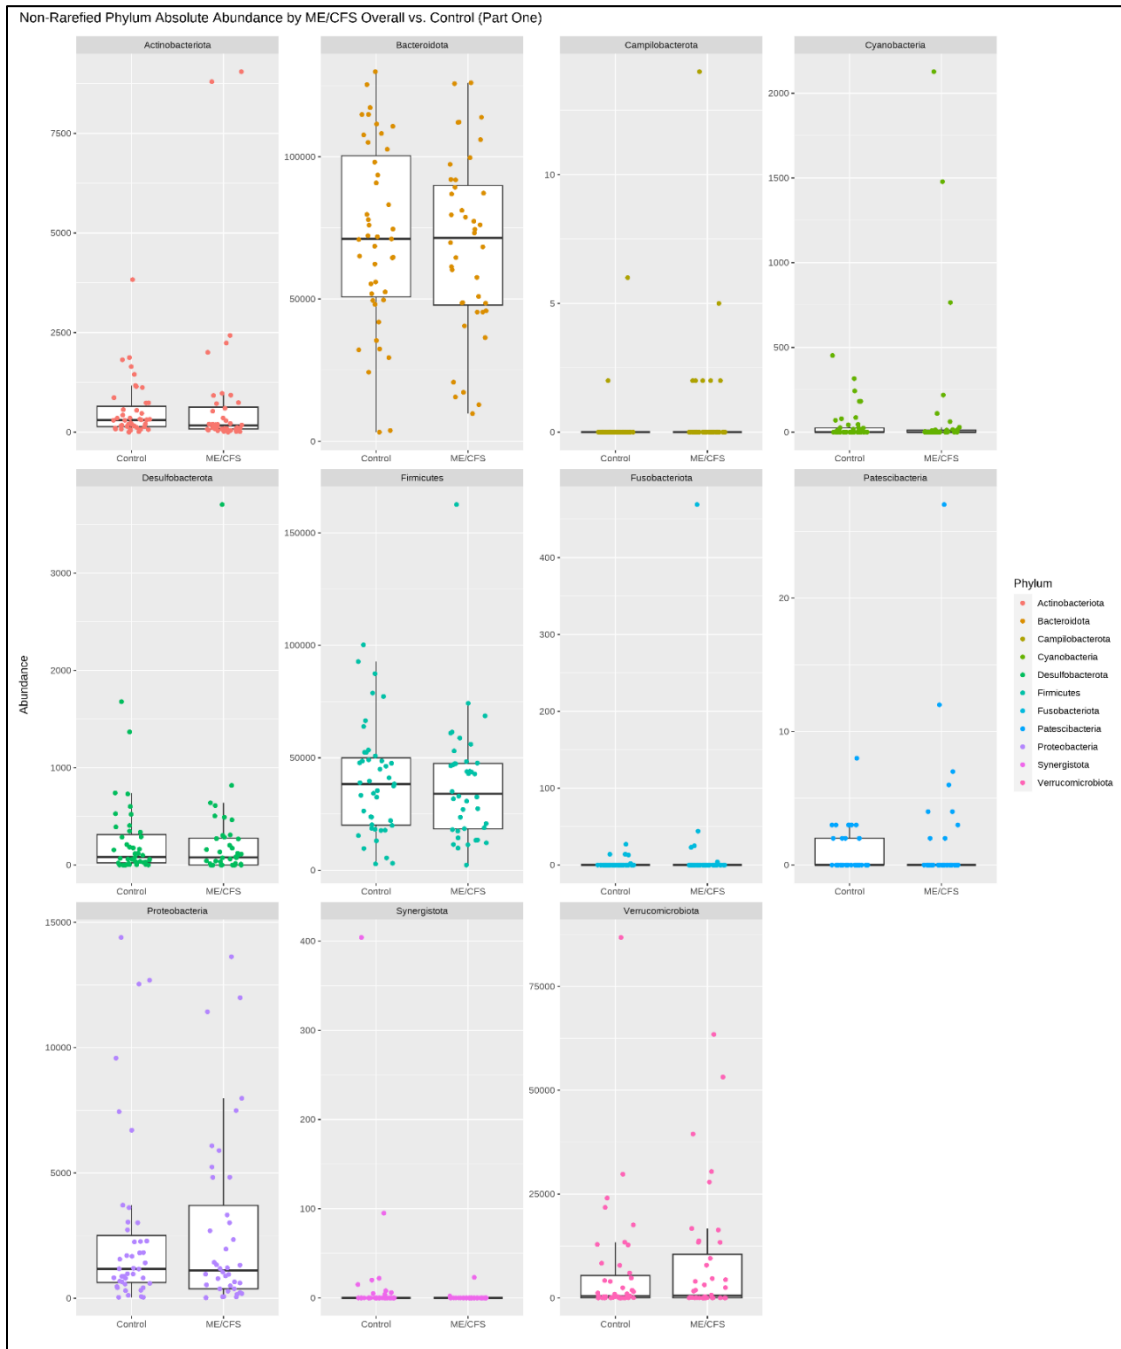 Non-Rarefied Phylum Absolute Abundance by ME/CFS Overall vs. Control (Part One)
Actinobacteriota
Bacteroidota
Campilobacterota
Cyanobacteria
7500
5000
2500
0
100000
50000
0
10
5
0
2000
1500
1000
500
0
Control
ME/CFS
Control
ME/CFS
Control
ME/CFS
Control
ME/CFS
Desulfobacterota
Firmicutes
Fusobacteriota
Patescibacteria
3000
2000
1000
0
150000
100000
50000
0
400
300
200
100
0
20
10
0
Control
ME/CFS
Control
ME/CFS
Control
ME/CFS
Control
ME/CFS
Abundance
Proteobacteria
Synergistota
Verrucomicrobiota
15000
10000
5000
0
400
300
200
100
0
75000
50000
25000
0
Control
ME/CFS
Control
ME/CFS
Control
ME/CFS
Phylum
Actinobacteriota
Bacteroidota
Campilobacterota
Cyanobacteria
Desulfobacterota
Firmicutes
Fusobacteriota
Patescibacteria
Proteobacteria
Synergistota
Verrucomicrobiota